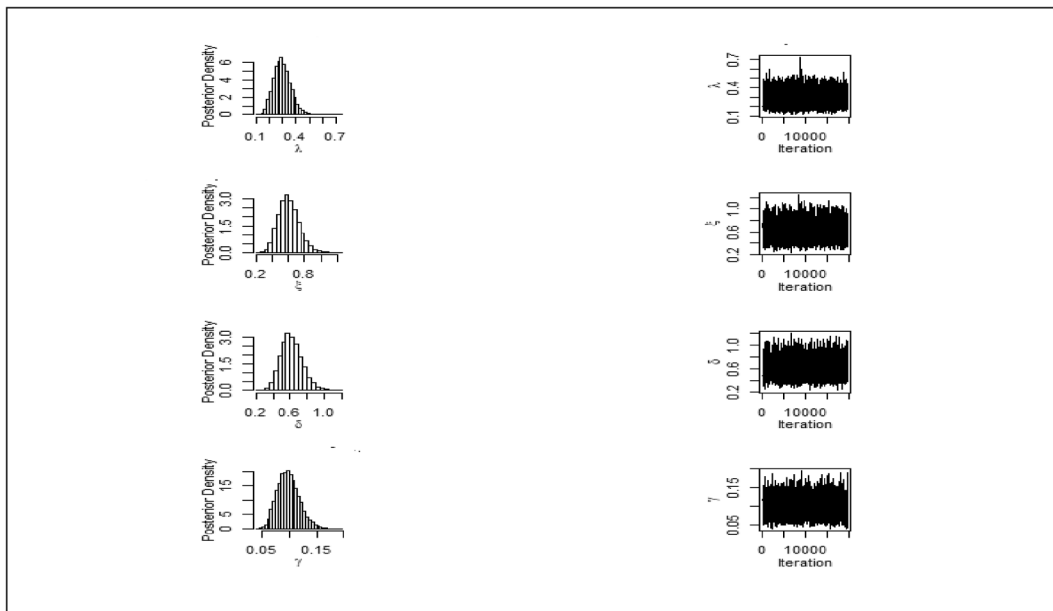 Posterior Density
0 2 4 6
0.1 0.4 0.7
λ
λ
0.1 0.4 0.7
0 10000
Iteration
Posterior Density
0.0 1.5 3.0
0.2 0.8
ξ
ξ
0.2 0.6 1.0
0 10000
Iteration
Posterior Density
0.0 1.5 3.0
0.2 0.6 1.0
δ
δ
0.2 0.6 1.0
0 10000
Iteration
Posterior Density
0 5 15
0.05 0.15
γ
γ
0.05 0.15
0 10000
Iteration